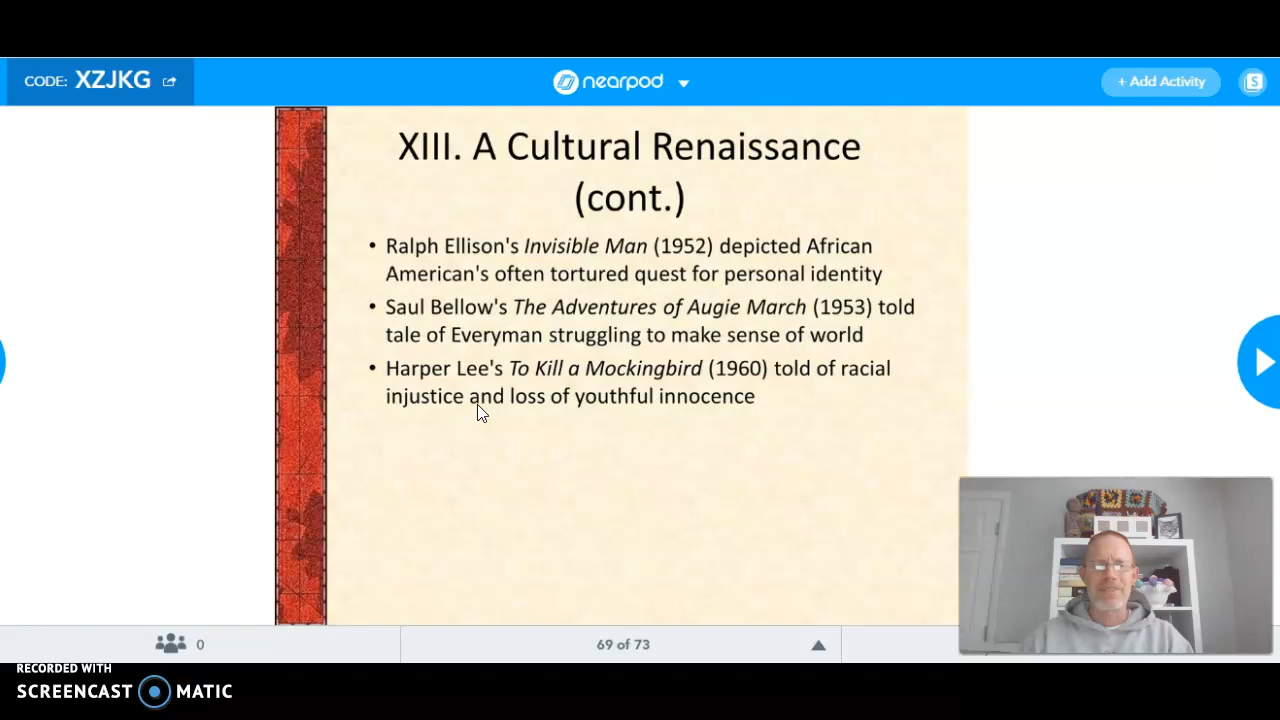 CODE: XZJKG
nearpod
+ Add Activity
S
XIII. A Cultural Renaissance
(cont.)
• Ralph Ellison's Invisible Man (1952) depicted African
American's often tortured quest for personal identity
• Saul Bellow's The Adventures of Augie March (1953) told
tale of Everyman struggling to make sense of world
• Harper Lee's To Kill a Mockingbird (1960) told of racial
injustice and loss of youthful innocence
0
69 of 73
RECORDED WITH
SCREENCAST MATIC